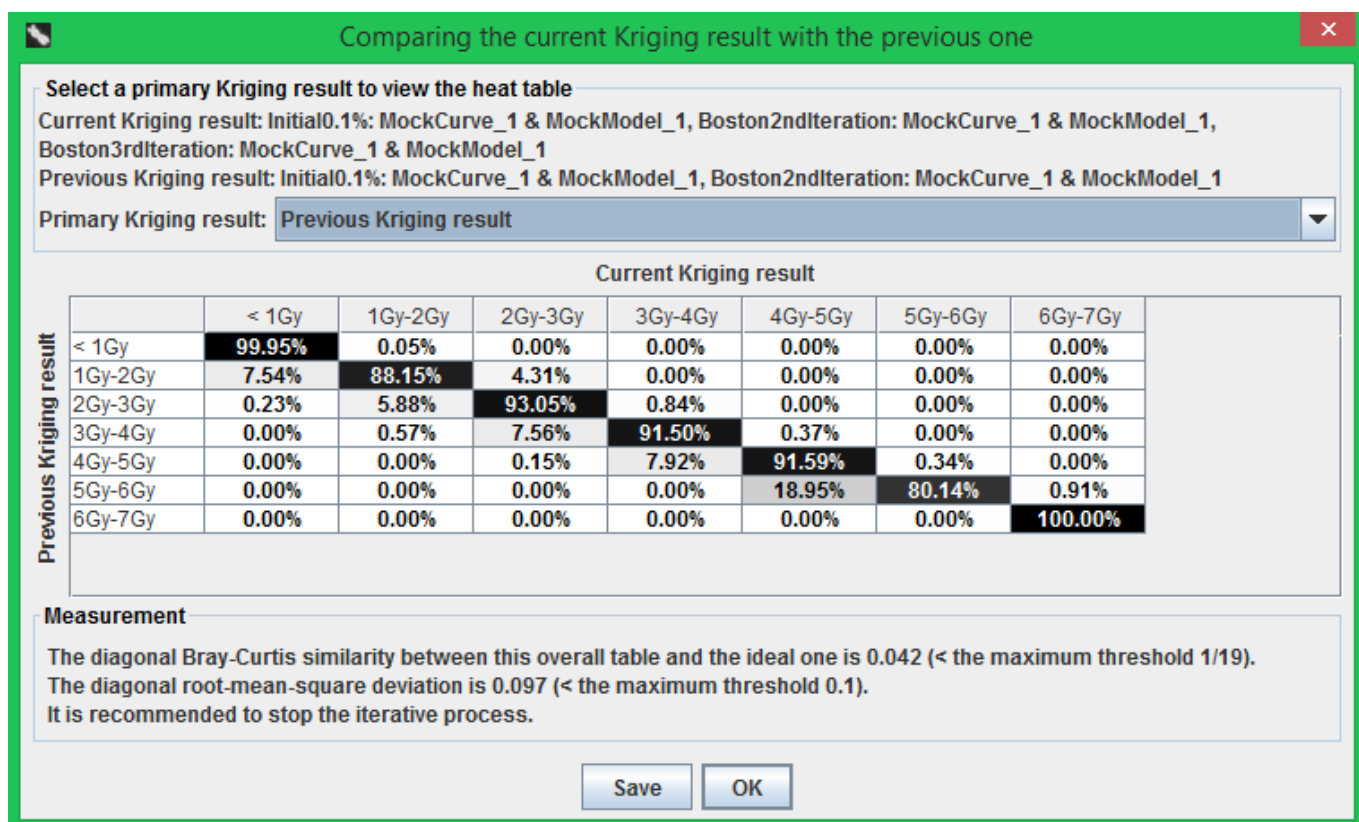 Comparing the current Kriging result with the previous one
Select a primary Kriging result to view the heat table
Current Kriging result: Initial0.1%: MockCurve_1 & MockModel_1, Boston2ndIteration: MockCurve_1 & MockModel_1,
Boston3rdIteration: MockCurve_1 & MockModel_1
Previous Kriging result: Initial0.1%: MockCurve_1 & MockModel_1, Boston2ndIteration: MockCurve_1 & MockModel_1
Primary Kriging result: Previous Kriging result
Current Kriging result
Previous Kriging result
< 1Gy 1Gy-2Gy 2Gy-3Gy 3Gy-4Gy 4Gy-5Gy 5Gy-6Gy 6Gy-7Gy
< 1Gy 99.95% 0.05% 0.00% 0.00% 0.00% 0.00% 0.00%
1Gy-2Gy 7.54% 88.15% 4.31% 0.00% 0.00% 0.00% 0.00%
2Gy-3Gy 0.23% 5.88% 93.05% 0.84% 0.00% 0.00% 0.00%
3Gy-4Gy 0.00% 0.57% 7.56% 91.50% 0.37% 0.00% 0.00%
4Gy-5Gy 0.00% 0.00% 0.15% 7.92% 91.59% 0.34% 0.00%
5Gy-6Gy 0.00% 0.00% 0.00% 0.00% 18.95% 80.14% 0.91%
6Gy-7Gy 0.00% 0.00% 0.00% 0.00% 0.00% 0.00% 100.00%
Measurement
The diagonal Bray-Curtis similarity between this overall table and the ideal one is 0.042 (< the maximum threshold 1/19).
The diagonal root-mean-square deviation is 0.097 (< the maximum threshold 0.1).
It is recommended to stop the iterative process.
Save OK